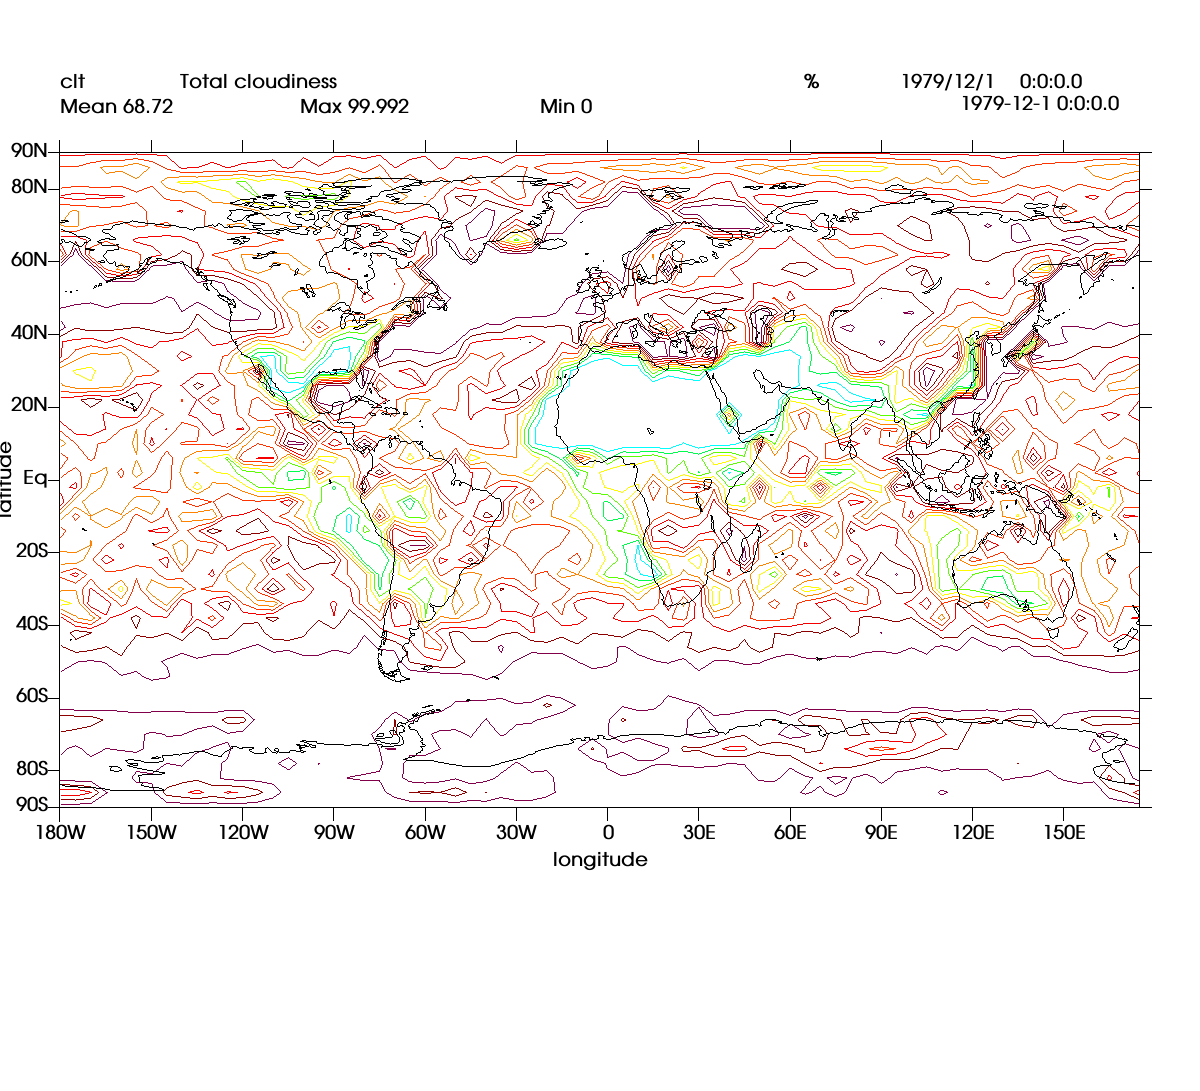 clt Total cloudiness % 1979/12/1 0:0:0.0
Mean 68.72 Max 99.992 Min 0 1979-12-1 0:0:0.0
90N
80N
60N
40N
20N
Eq
20S
40S
60S
80S
90S
latitude
180W 150W 120W 90W 60W 30W 0 30E 60E 90E 120E 150E
longitude